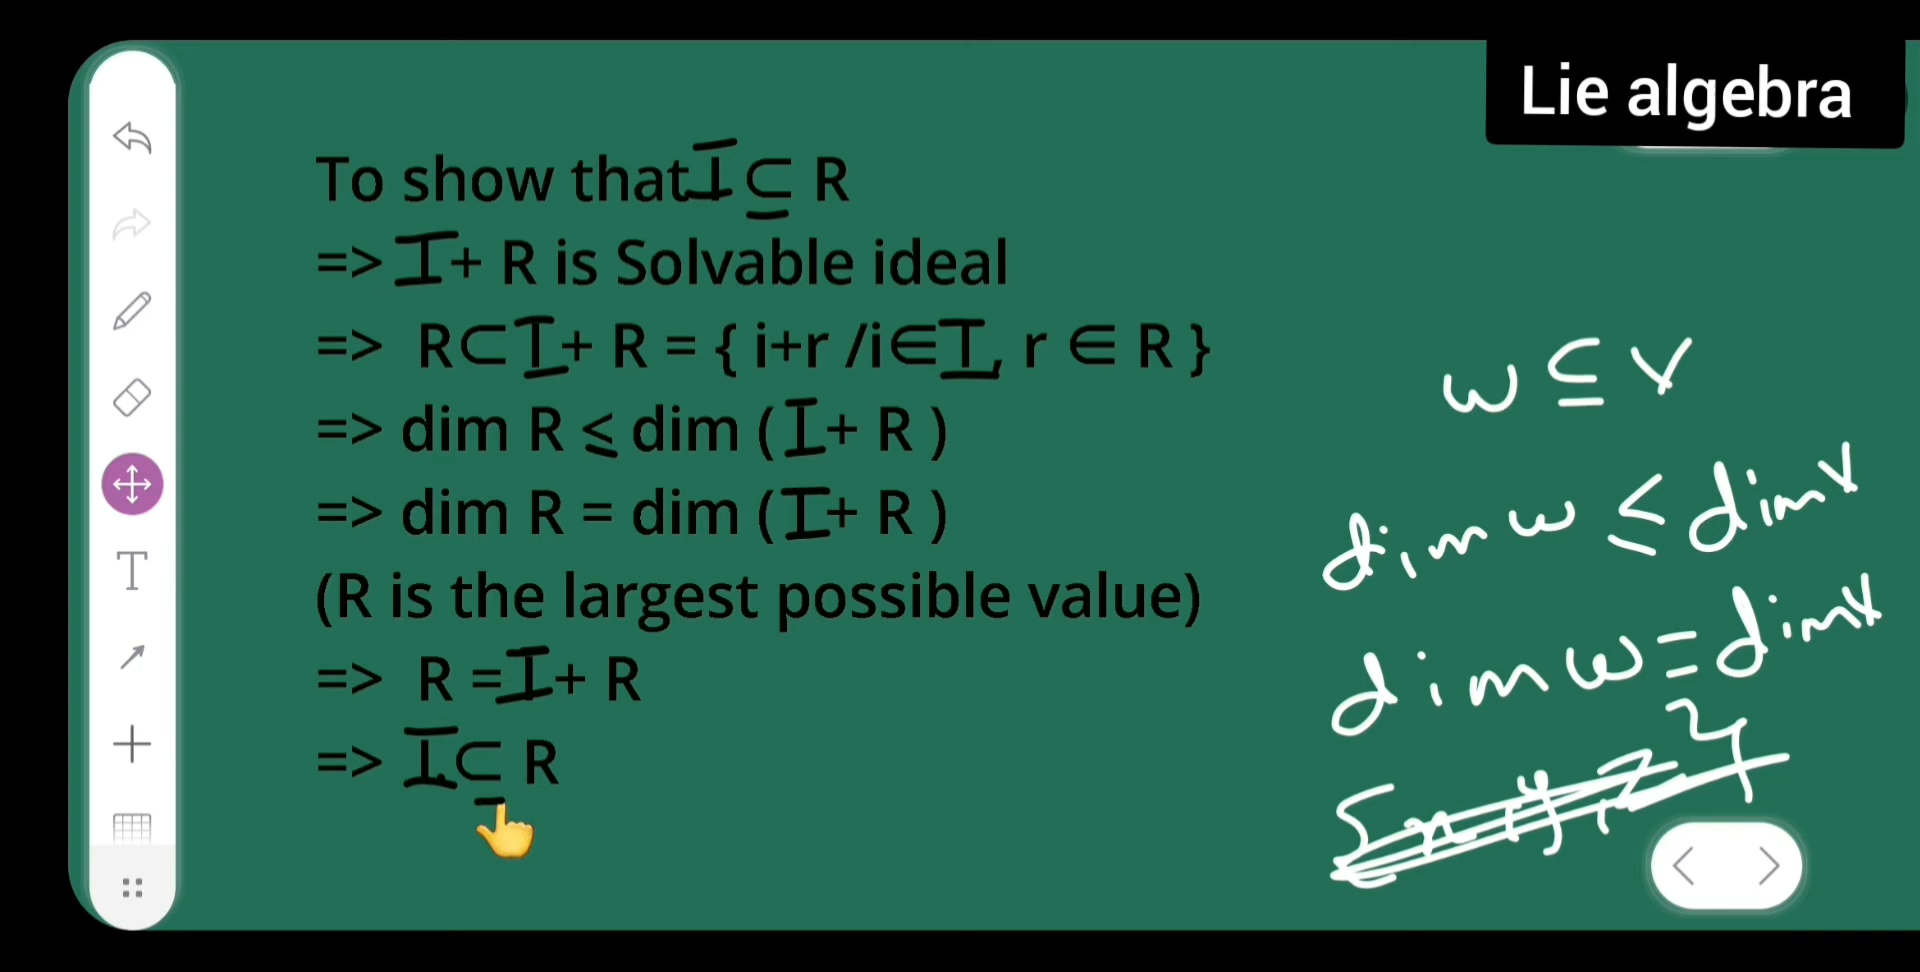 Lie algebra
To show that I ⊆ R
=> I + R is Solvable ideal
=> R⊂I + R = { i+r /i∈I, r ∈ R }
=> dim R ≤ dim ( I + R )
=> dim R = dim ( I + R )
(R is the largest possible value)
=> R = I + R
=> I ⊆ R
w ⊆ V
dim w ≤ dim V
dim w = dim V
T